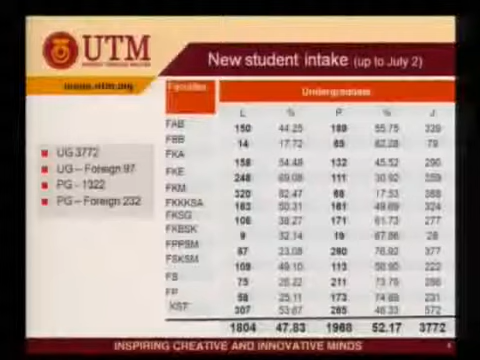 UTM
New student intake (up to July 2)
www.utm.my
Faculties
Undergraduate
L % P % J
FAB 150 44.25 189 55.75 339
FBB 14 17.72 65 82.28 79
FKA 158 54.48 132 45.52 290
FKE 248 69.08 111 30.92 359
FKM 320 82.47 68 17.53 388
FKKKSA 163 50.31 161 49.69 324
FKSG 106 38.27 171 61.73 277
FKBSK 9 32.14 19 67.86 28
FPPSM 87 23.08 290 76.92 377
FSKSM 109 49.10 113 50.90 222
FS 75 26.22 211 73.78 286
FP 58 25.11 173 74.89 231
KST 307 53.67 265 46.33 572
1804 47.83 1968 52.17 3772
UG 3772
UG – Foreign 97
PG - 1322
PG – Foreign 232
INSPIRING CREATIVE AND INNOVATIVE MINDS